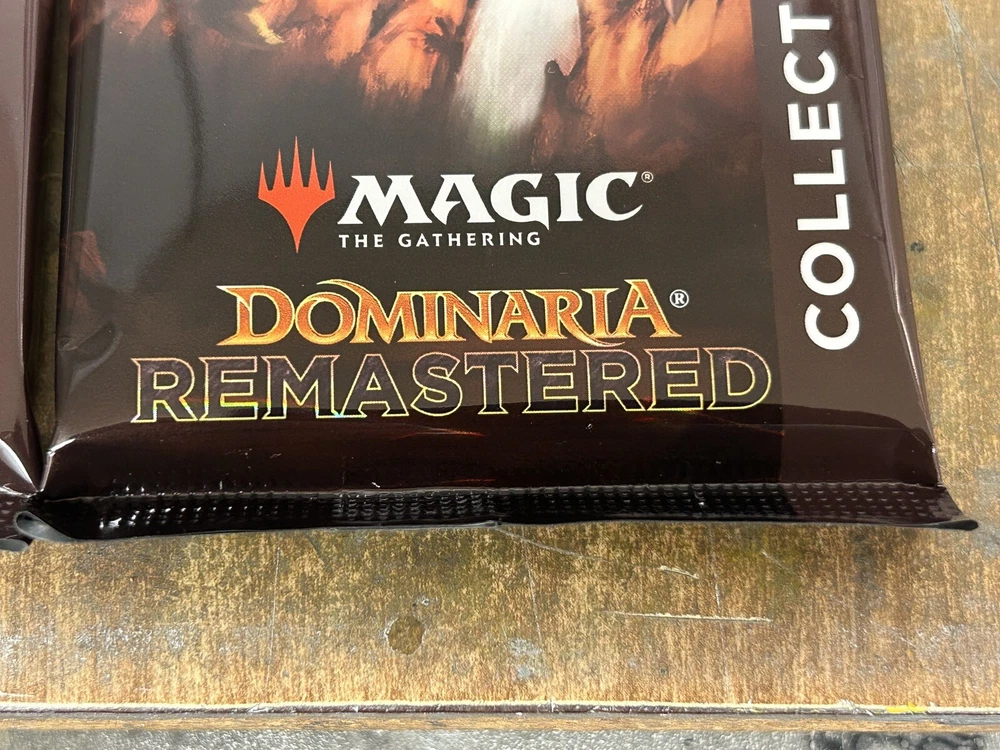 MAGIC®
THE GATHERING
DOMINARIA®
REMASTERED
COLLECT